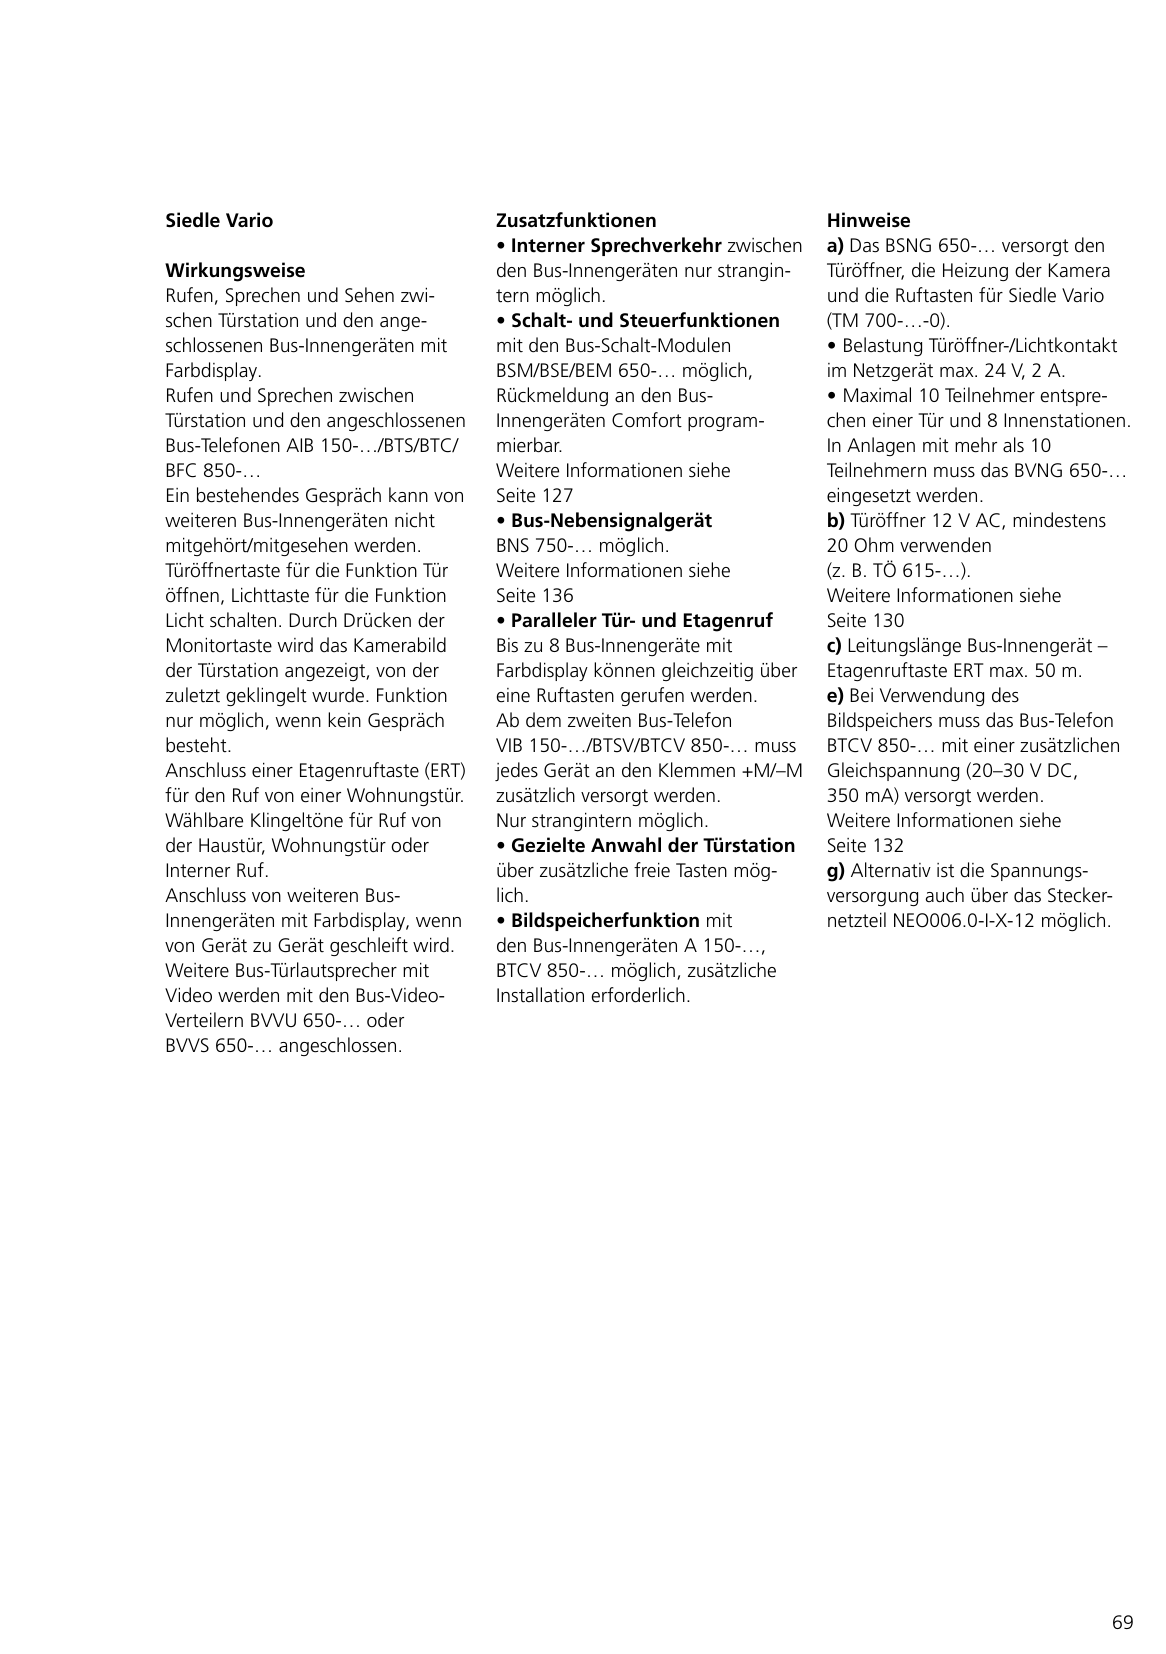 Siedle Vario
Wirkungsweise
Rufen, Sprechen und Sehen zwi-
schen Türstation und den ange-
schlossenen Bus-Innengeräten mit
Farbdisplay.
Rufen und Sprechen zwischen
Türstation und den angeschlossenen
Bus-Telefonen AIB 150-…/BTS/BTC/
BFC 850-…
Ein bestehendes Gespräch kann von
weiteren Bus-Innengeräten nicht
mitgehört/mitgesehen werden.
Türöffnertaste für die Funktion Tür
öffnen, Lichttaste für die Funktion
Licht schalten. Durch Drücken der
Monitortaste wird das Kamerabild
der Türstation angezeigt, von der
zuletzt geklingelt wurde. Funktion
nur möglich, wenn kein Gespräch
besteht.
Anschluss einer Etagenruftaste (ERT)
für den Ruf von einer Wohnungstür.
Wählbare Klingeltöne für Ruf von
der Haustür, Wohnungstür oder
Interner Ruf.
Anschluss von weiteren Bus-
Innengeräten mit Farbdisplay, wenn
von Gerät zu Gerät geschleift wird.
Weitere Bus-Türlautsprecher mit
Video werden mit den Bus-Video-
Verteilern BVVU 650-… oder
BVVS 650-… angeschlossen.
Zusatzfunktionen
• Interner Sprechverkehr zwischen
den Bus-Innengeräten nur strangin-
tern möglich.
• Schalt- und Steuerfunktionen
mit den Bus-Schalt-Modulen
BSM/BSE/BEM 650-… möglich,
Rückmeldung an den Bus-
Innengeräten Comfort program-
mierbar.
Weitere Informationen siehe
Seite 127
• Bus-Nebensignalgerät
BNS 750-… möglich.
Weitere Informationen siehe
Seite 136
• Paralleler Tür- und Etagenruf
Bis zu 8 Bus-Innengeräte mit
Farbdisplay können gleichzeitig über
eine Ruftasten gerufen werden.
Ab dem zweiten Bus-Telefon
VIB 150-…/BTSV/BTCV 850-… muss
jedes Gerät an den Klemmen +M/–M
zusätzlich versorgt werden.
Nur strangintern möglich.
• Gezielte Anwahl der Türstation
über zusätzliche freie Tasten mög-
lich.
• Bildspeicherfunktion mit
den Bus-Innengeräten A 150-…,
BTCV 850-… möglich, zusätzliche
Installation erforderlich.
Hinweise
a) Das BSNG 650-… versorgt den
Türöffner, die Heizung der Kamera
und die Ruftasten für Siedle Vario
(TM 700-…-0).
• Belastung Türöffner-/Lichtkontakt
im Netzgerät max. 24 V, 2 A.
• Maximal 10 Teilnehmer entspre-
chen einer Tür und 8 Innenstationen.
In Anlagen mit mehr als 10
Teilnehmern muss das BVNG 650-…
eingesetzt werden.
b) Türöffner 12 V AC, mindestens
20 Ohm verwenden
(z. B. TÖ 615-…).
Weitere Informationen siehe
Seite 130
c) Leitungslänge Bus-Innengerät –
Etagenruftaste ERT max. 50 m.
e) Bei Verwendung des
Bildspeichers muss das Bus-Telefon
BTCV 850-… mit einer zusätzlichen
Gleichspannung (20–30 V DC,
350 mA) versorgt werden.
Weitere Informationen siehe
Seite 132
g) Alternativ ist die Spannungs-
versorgung auch über das Stecker-
netzteil NEO006.0-I-X-12 möglich.
69